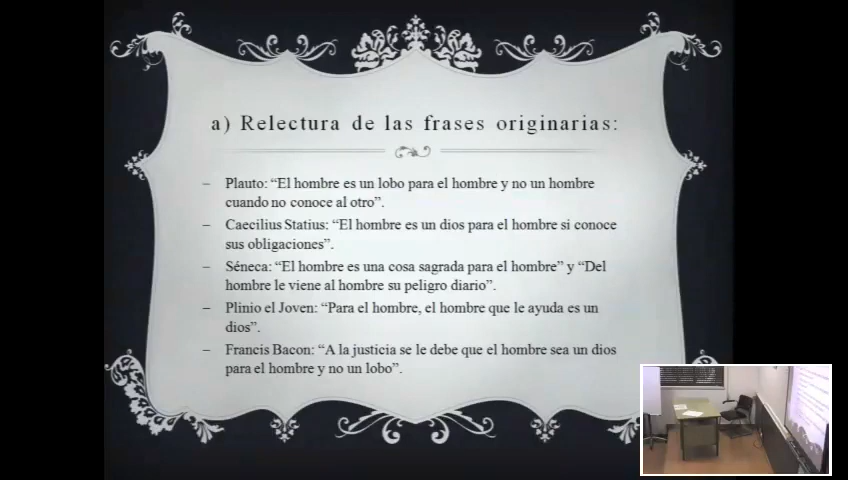 a) Relectura de las frases originarias:
– Plauto: “El hombre es un lobo para el hombre y no un hombre
cuando no conoce al otro”.
– Caecilius Statius: “El hombre es un dios para el hombre si conoce
sus obligaciones”.
– Séneca: “El hombre es una cosa sagrada para el hombre” y “Del
hombre le viene al hombre su peligro diario”.
– Plinio el Joven: “Para el hombre, el hombre que le ayuda es un
dios”.
– Francis Bacon: “A la justicia se le debe que el hombre sea un dios
para el hombre y no un lobo”.